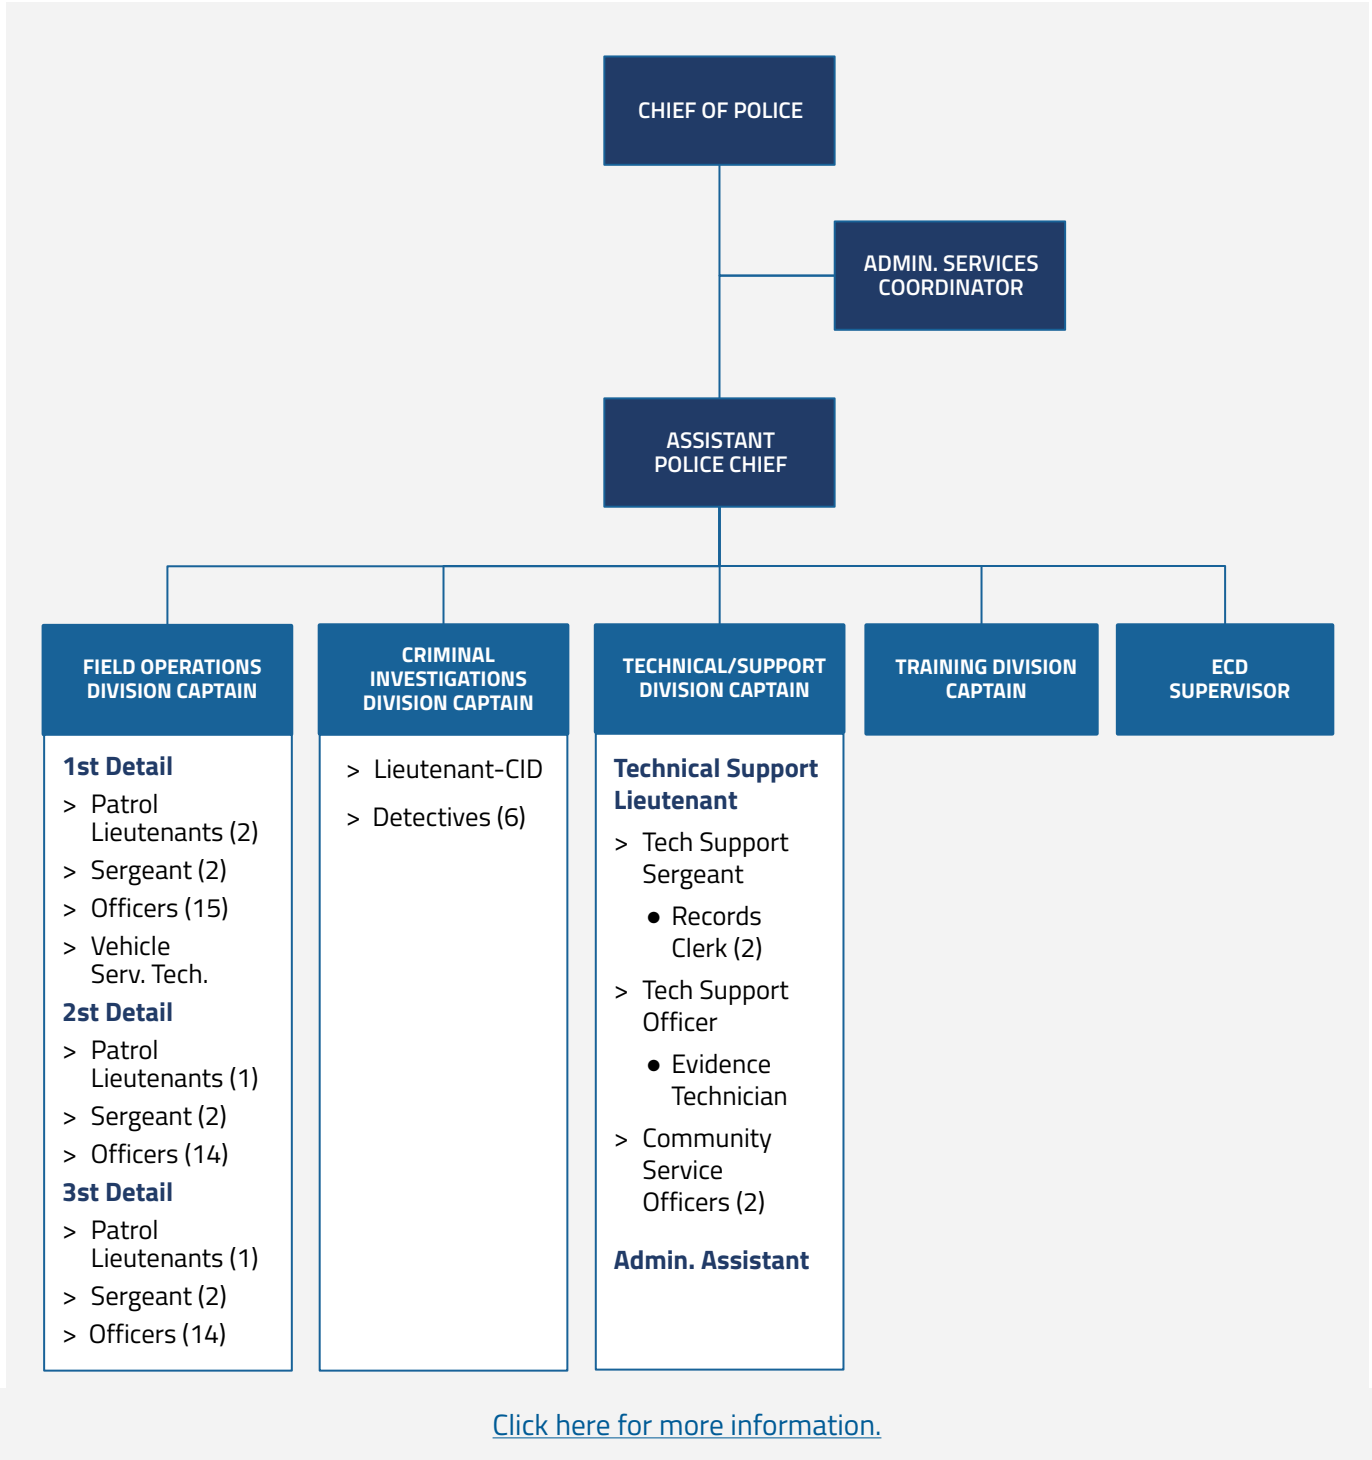 CHIEF OF POLICE
ADMIN. SERVICES
COORDINATOR
ASSISTANT
POLICE CHIEF
FIELD OPERATIONS
DIVISION CAPTAIN
1st Detail
> Patrol
Lieutenants (2)
> Sergeant (2)
> Officers (15)
> Vehicle
Serv. Tech.
2st Detail
> Patrol
Lieutenants (1)
> Sergeant (2)
> Officers (14)
3st Detail
> Patrol
Lieutenants (1)
> Sergeant (2)
> Officers (14)
CRIMINAL
INVESTIGATIONS
DIVISION CAPTAIN
> Lieutenant-CID
> Detectives (6)
TECHNICAL/SUPPORT
DIVISION CAPTAIN
Technical Support
Lieutenant
> Tech Support
Sergeant
● Records
Clerk (2)
> Tech Support
Officer
● Evidence
Technician
> Community
Service
Officers (2)
Admin. Assistant
TRAINING DIVISION
CAPTAIN
ECD
SUPERVISOR
Click here for more information.